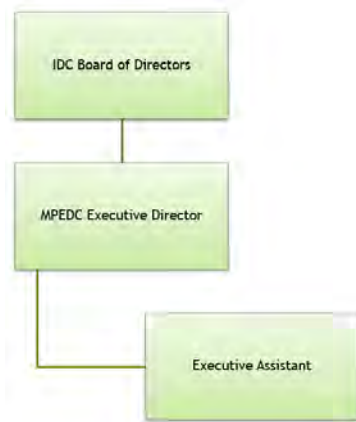 IDC Board of Directors
MPEDC Executive Director
Executive Assistant